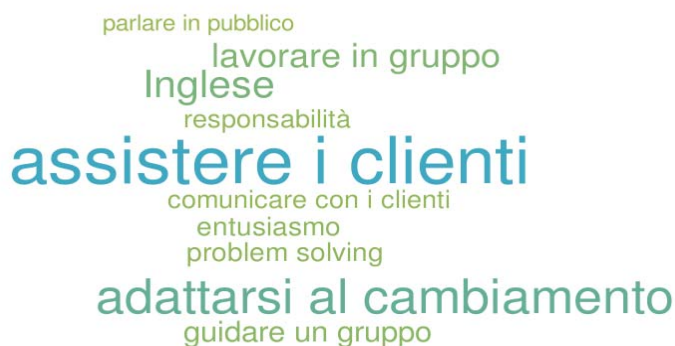 parlare in pubblico
lavorare in gruppo
Inglese
responsabilità
assistere i clienti
comunicare con i clienti
entusiasmo
problem solving
adattarsi al cambiamento
guidare un gruppo